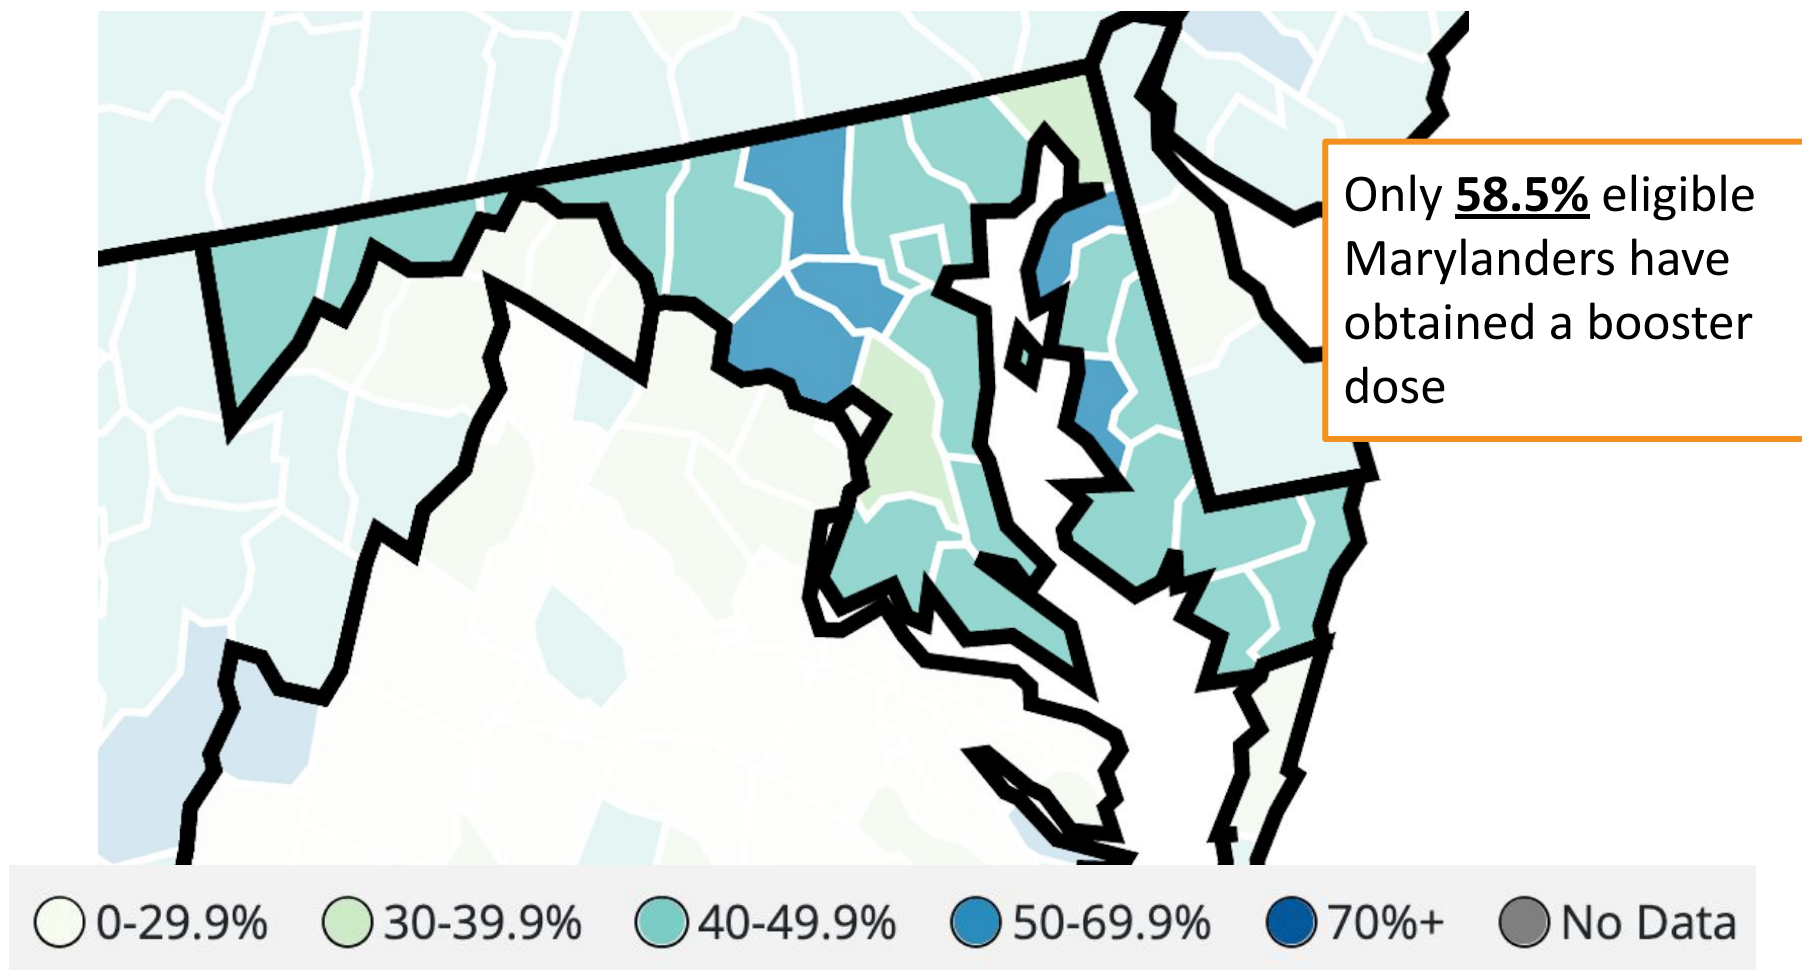 Only 58.5% eligible
Marylanders have
obtained a booster
dose
0-29.9% 30-39.9% 40-49.9% 50-69.9% 70%+ No Data